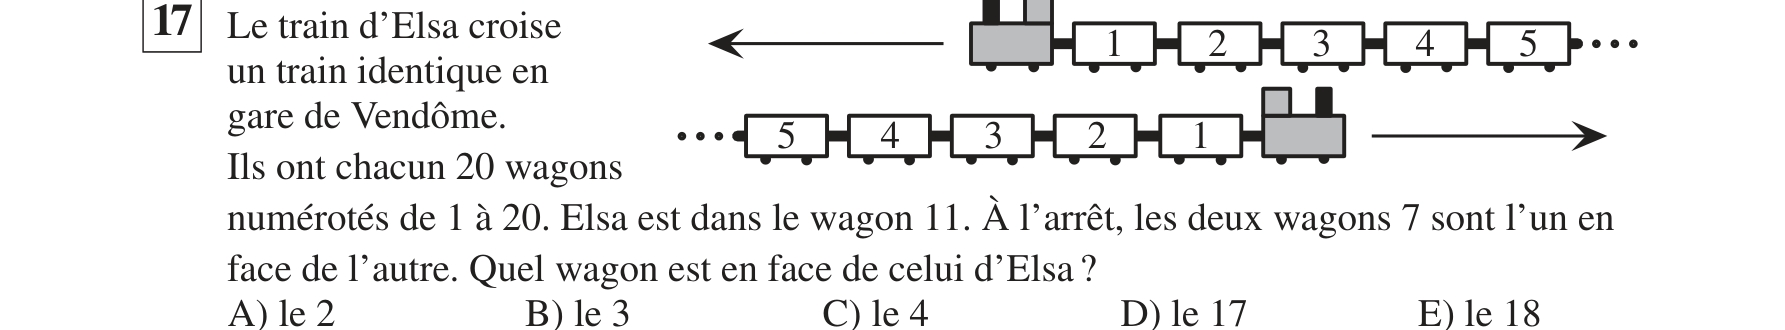 17 Le train d’Elsa croise
un train identique en
gare de Vendôme.
1 2 3 4 5
5 4 3 2 1
Ils ont chacun 20 wagons
numérotés de 1 à 20. Elsa est dans le wagon 11. À l’arrêt, les deux wagons 7 sont l’un en
face de l’autre. Quel wagon est en face de celui d’Elsa ?
A) le 2 B) le 3 C) le 4 D) le 17 E) le 18